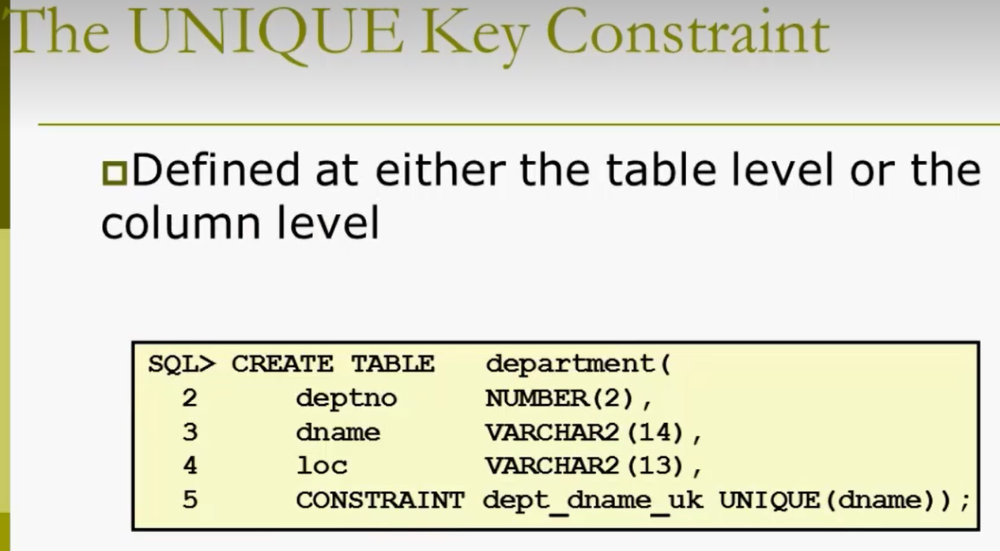 The UNIQUE Key Constraint
Defined at either the table level or the
column level
SQL> CREATE TABLE department(
2 deptno NUMBER(2),
3 dname VARCHAR2(14),
4 loc VARCHAR2(13),
5 CONSTRAINT dept_dname_uk UNIQUE(dname));